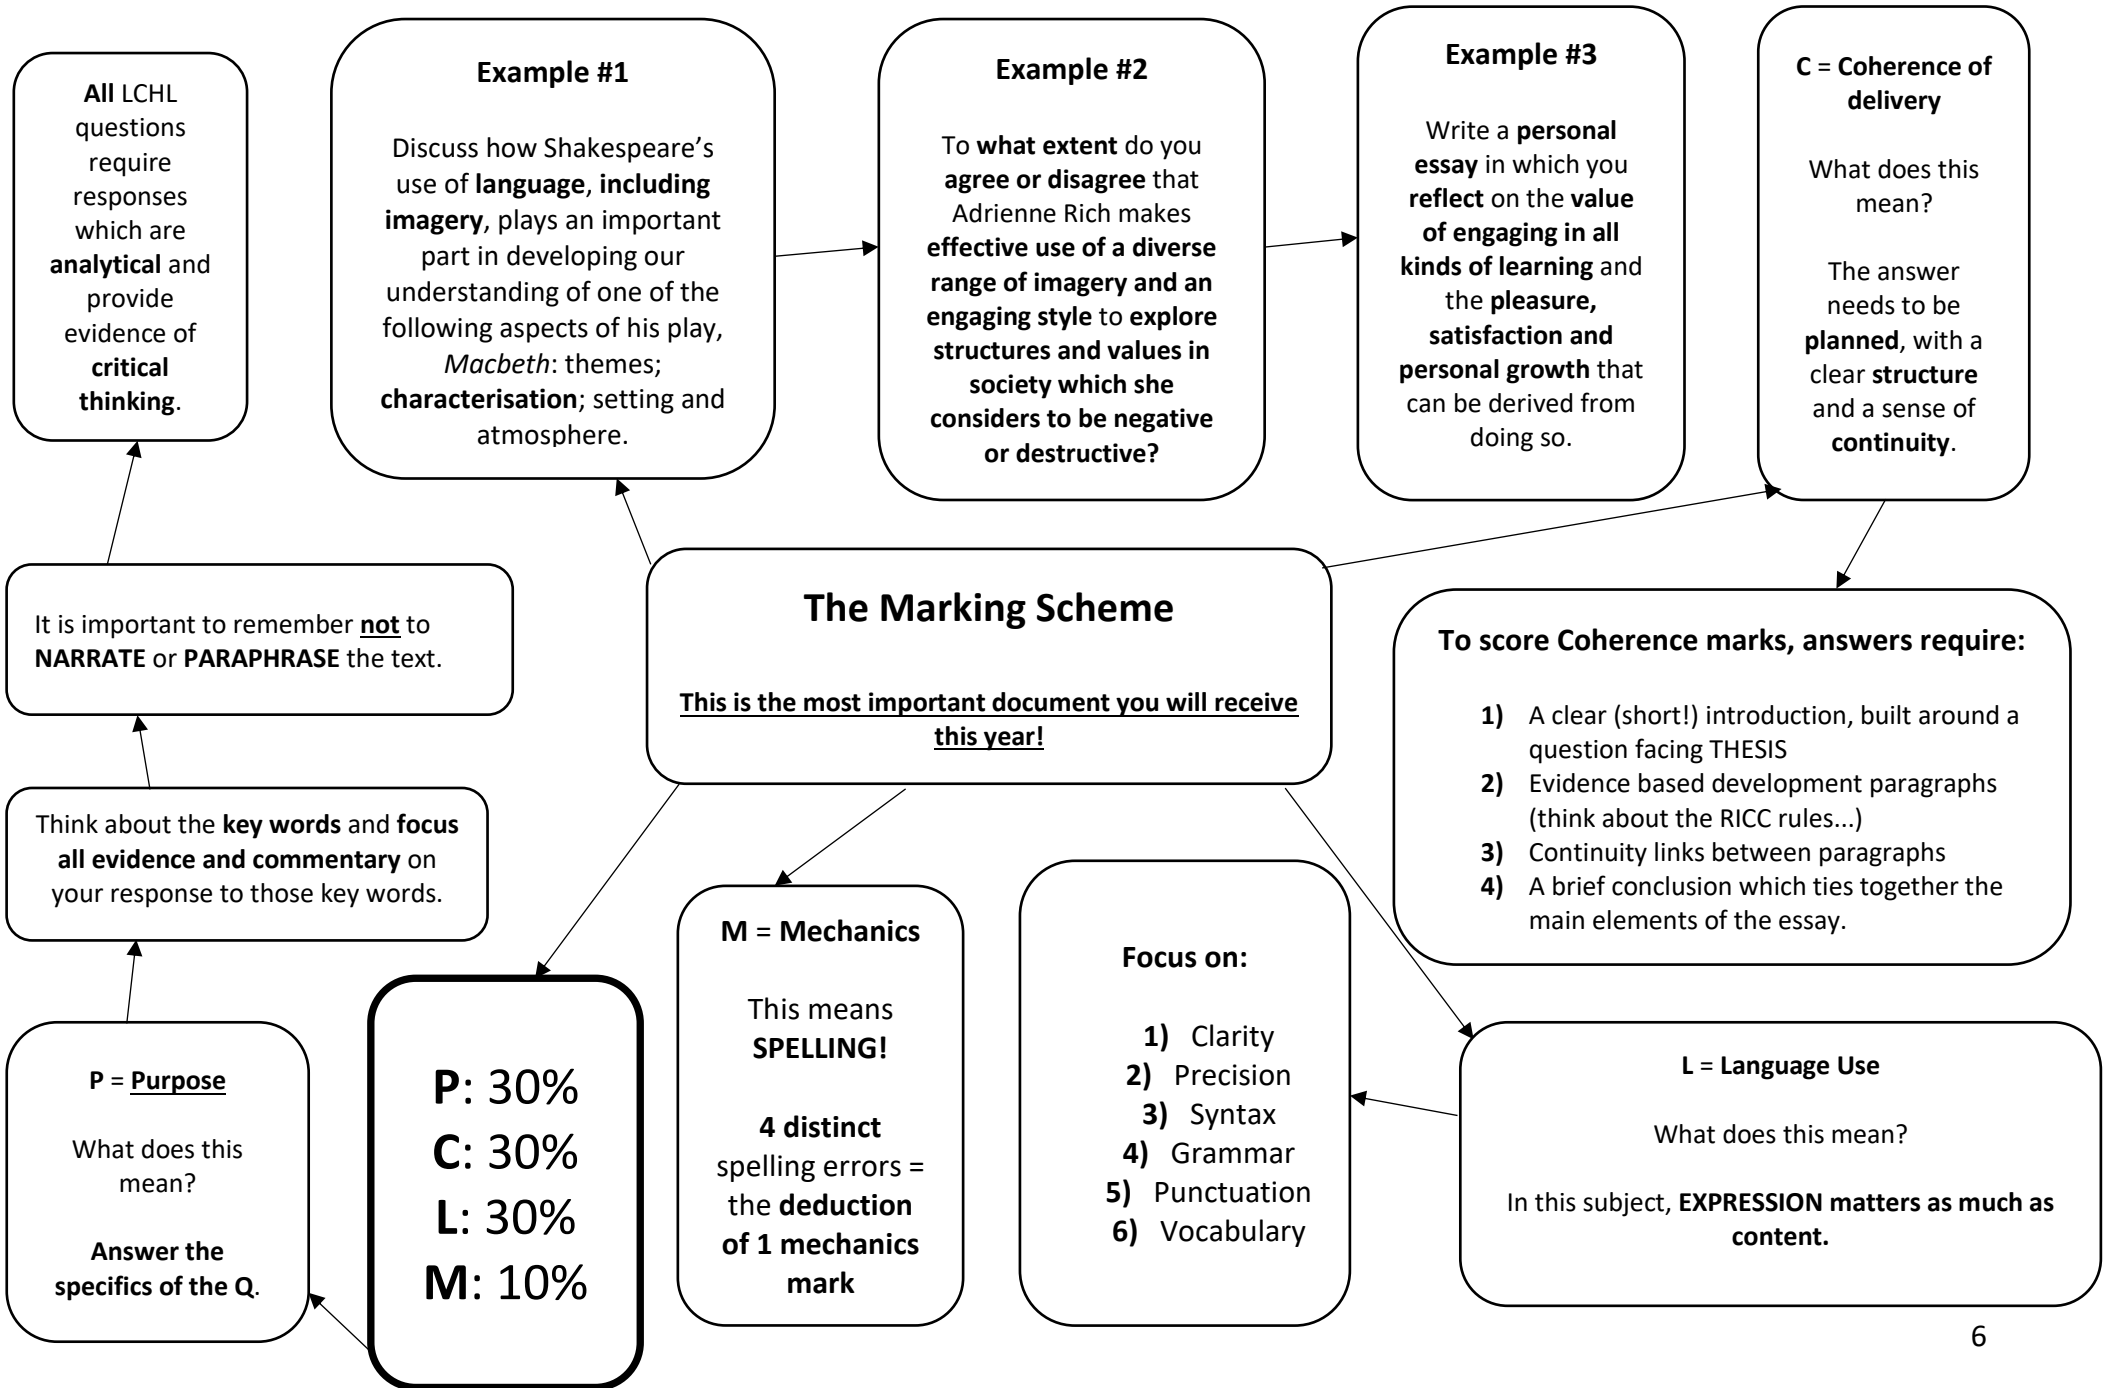 All LCHL
questions
require
responses
which are
analytical and
provide
evidence of
critical
thinking.
Example #1
Discuss how Shakespeare’s
use of language, including
imagery, plays an important
part in developing our
understanding of one of the
following aspects of his play,
Macbeth: themes;
characterisation; setting and
atmosphere.
Example #2
To what extent do you
agree or disagree that
Adrienne Rich makes
effective use of a diverse
range of imagery and an
engaging style to explore
structures and values in
society which she
considers to be negative
or destructive?
Example #3
Write a personal
essay in which you
reflect on the value
of engaging in all
kinds of learning and
the pleasure,
satisfaction and
personal growth that
can be derived from
doing so.
C = Coherence of
delivery
What does this
mean?
The answer
needs to be
planned, with a
clear structure
and a sense of
continuity.
It is important to remember not to
NARRATE or PARAPHRASE the text.
The Marking Scheme
This is the most important document you will receive
this year!
To score Coherence marks, answers require:
1) A clear (short!) introduction, built around a
question facing THESIS
2) Evidence based development paragraphs
(think about the RICC rules...)
3) Continuity links between paragraphs
4) A brief conclusion which ties together the
main elements of the essay.
Think about the key words and focus
all evidence and commentary on
your response to those key words.
P = Purpose
What does this
mean?
Answer the
specifics of the Q.
P: 30%
C: 30%
L: 30%
M: 10%
M = Mechanics
This means
SPELLING!
4 distinct
spelling errors =
the deduction
of 1 mechanics
mark
Focus on:
1) Clarity
2) Precision
3) Syntax
4) Grammar
5) Punctuation
6) Vocabulary
L = Language Use
What does this mean?
In this subject, EXPRESSION matters as much as
content.
6